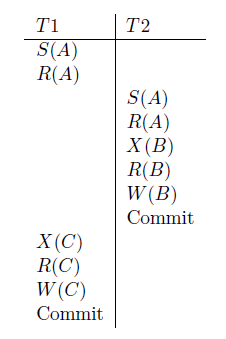 T1 T2
S(A)
R(A)
S(A)
R(A)
X(B)
R(B)
W(B)
Commit
X(C)
R(C)
W(C)
Commit